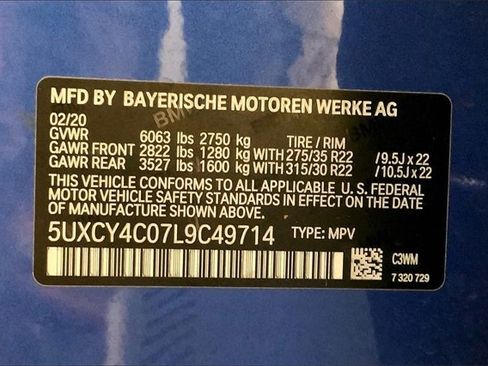 MFD BY BAYERISCHE MOTOREN WERKE AG
02/20
GVWR 6063 lbs 2750 kg TIRE / RIM
GAWR FRONT 2822 lbs 1280 kg WITH 275/35 R22 / 9.5J x 22
GAWR REAR 3527 lbs 1600 kg WITH 315/30 R22 / 10.5J x 22
THIS VEHICLE CONFORMS TO ALL APPLICABLE U.S. FEDERAL
MOTOR VEHICLE SAFETY STANDARDS IN EFFECT ON THE DATE
OF MANUFACTURE SHOWN ABOVE.
5UXCY4C07L9C49714 TYPE: MPV
C3WM
7 320 729